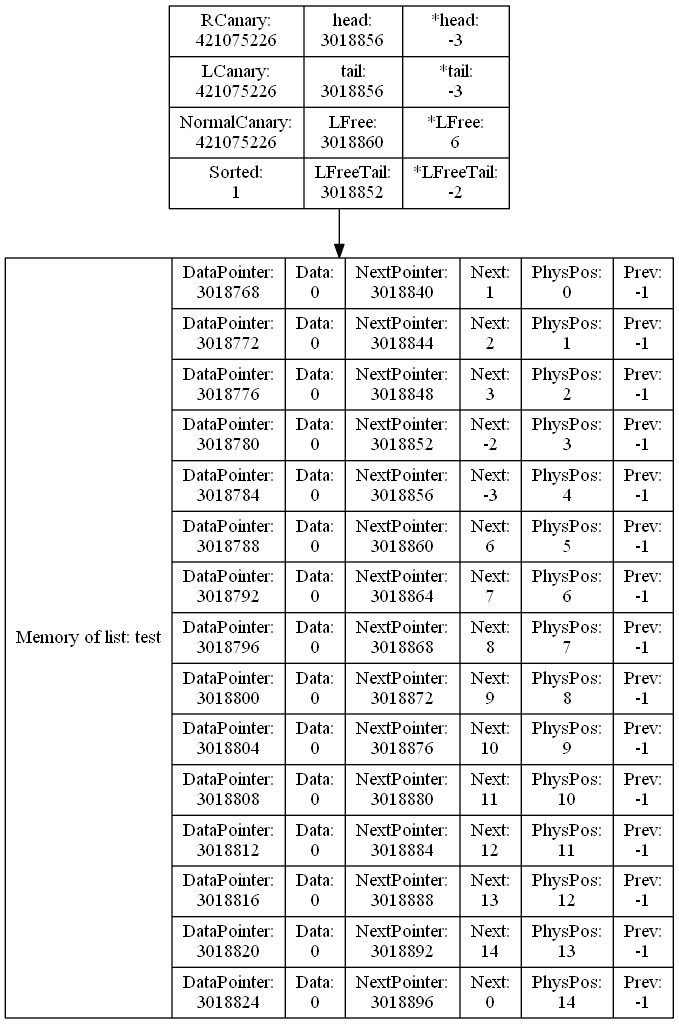 RCanary: head: *head:
421075226 3018856 -3
LCanary: tail: *tail:
421075226 3018856 -3
NormalCanary: LFree: *LFree:
421075226 3018860 6
Sorted: LFreeTail: *LFreeTail:
1 3018852 -2
DataPointer: Data: NextPointer: Next: PhysPos: Prev:
3018768 0 3018840 1 0 -1
DataPointer: Data: NextPointer: Next: PhysPos: Prev:
3018772 0 3018844 2 1 -1
DataPointer: Data: NextPointer: Next: PhysPos: Prev:
3018776 0 3018848 3 2 -1
DataPointer: Data: NextPointer: Next: PhysPos: Prev:
3018780 0 3018852 -2 3 -1
DataPointer: Data: NextPointer: Next: PhysPos: Prev:
3018784 0 3018856 -3 4 -1
DataPointer: Data: NextPointer: Next: PhysPos: Prev:
3018788 0 3018860 6 5 -1
DataPointer: Data: NextPointer: Next: PhysPos: Prev:
3018792 0 3018864 7 6 -1
DataPointer: Data: NextPointer: Next: PhysPos: Prev:
Memory of list: test
3018796 0 3018868 8 7 -1
DataPointer: Data: NextPointer: Next: PhysPos: Prev:
3018800 0 3018872 9 8 -1
DataPointer: Data: NextPointer: Next: PhysPos: Prev:
3018804 0 3018876 10 9 -1
DataPointer: Data: NextPointer: Next: PhysPos: Prev:
3018808 0 3018880 11 10 -1
DataPointer: Data: NextPointer: Next: PhysPos: Prev:
3018812 0 3018884 12 11 -1
DataPointer: Data: NextPointer: Next: PhysPos: Prev:
3018816 0 3018888 13 12 -1
DataPointer: Data: NextPointer: Next: PhysPos: Prev:
3018820 0 3018892 14 13 -1
DataPointer: Data: NextPointer: Next: PhysPos: Prev:
3018824 0 3018896 0 14 -1